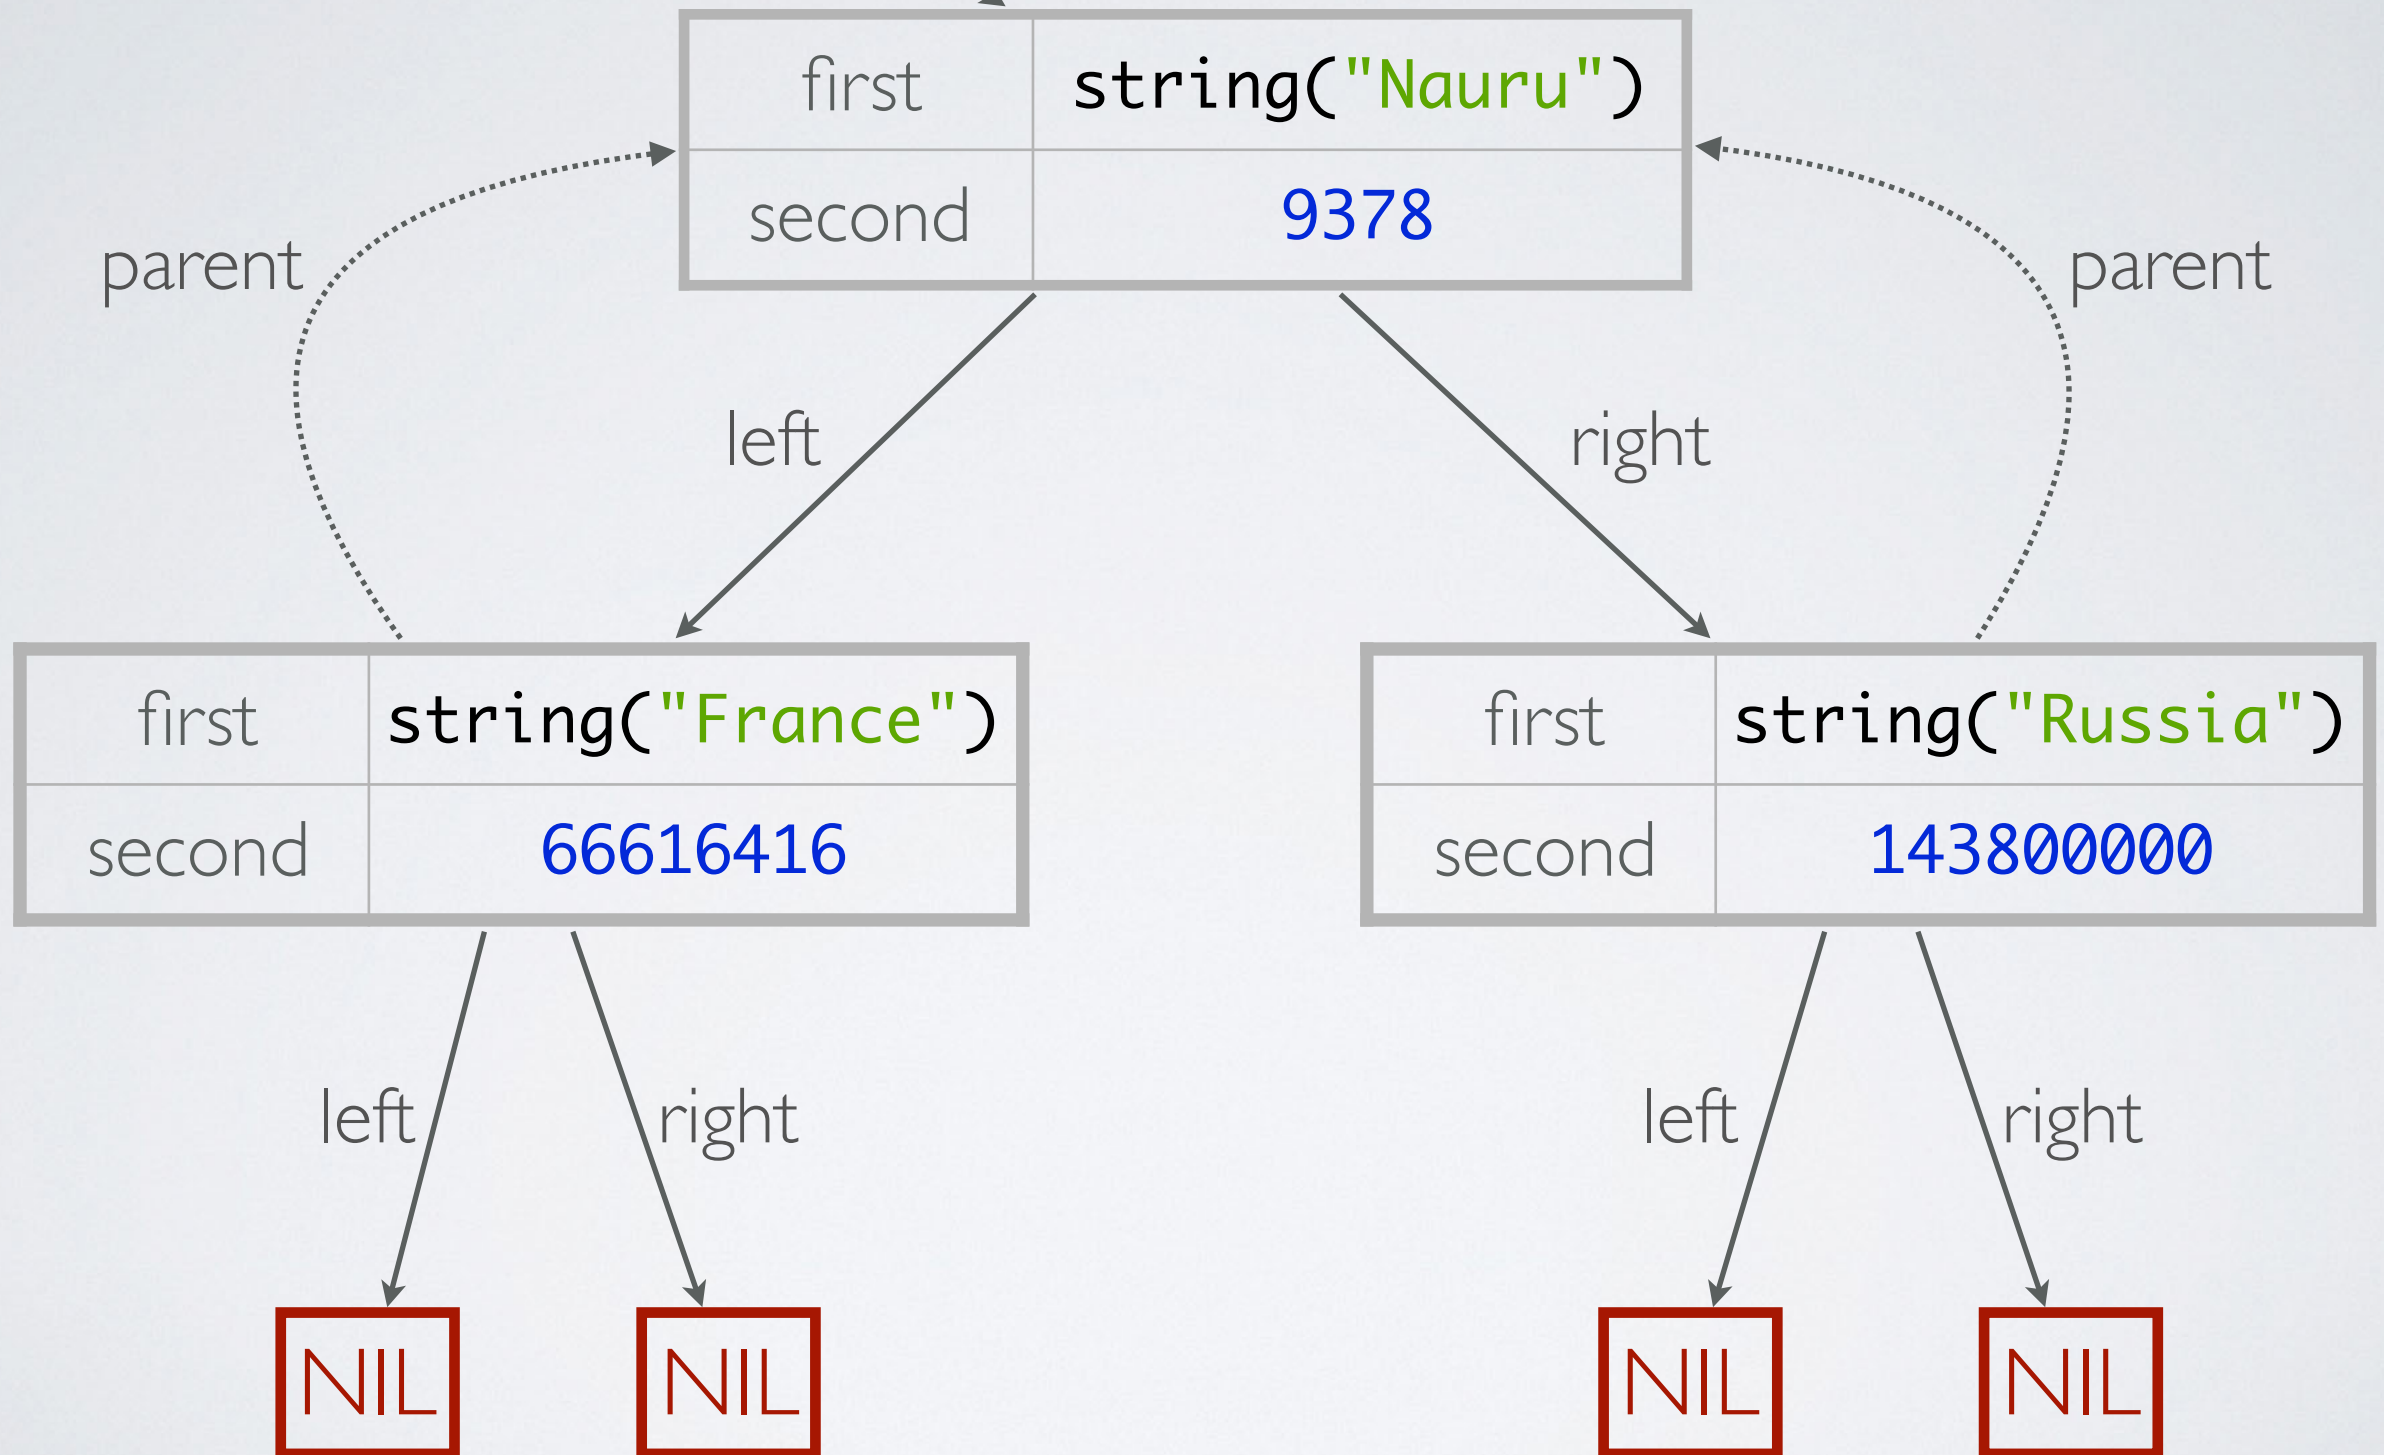 first string("Nauru")
second 9378
parent parent
left right
first string("France") first string("Russia")
second 66616416 second 143800000
left right left right
NIL NIL NIL NIL